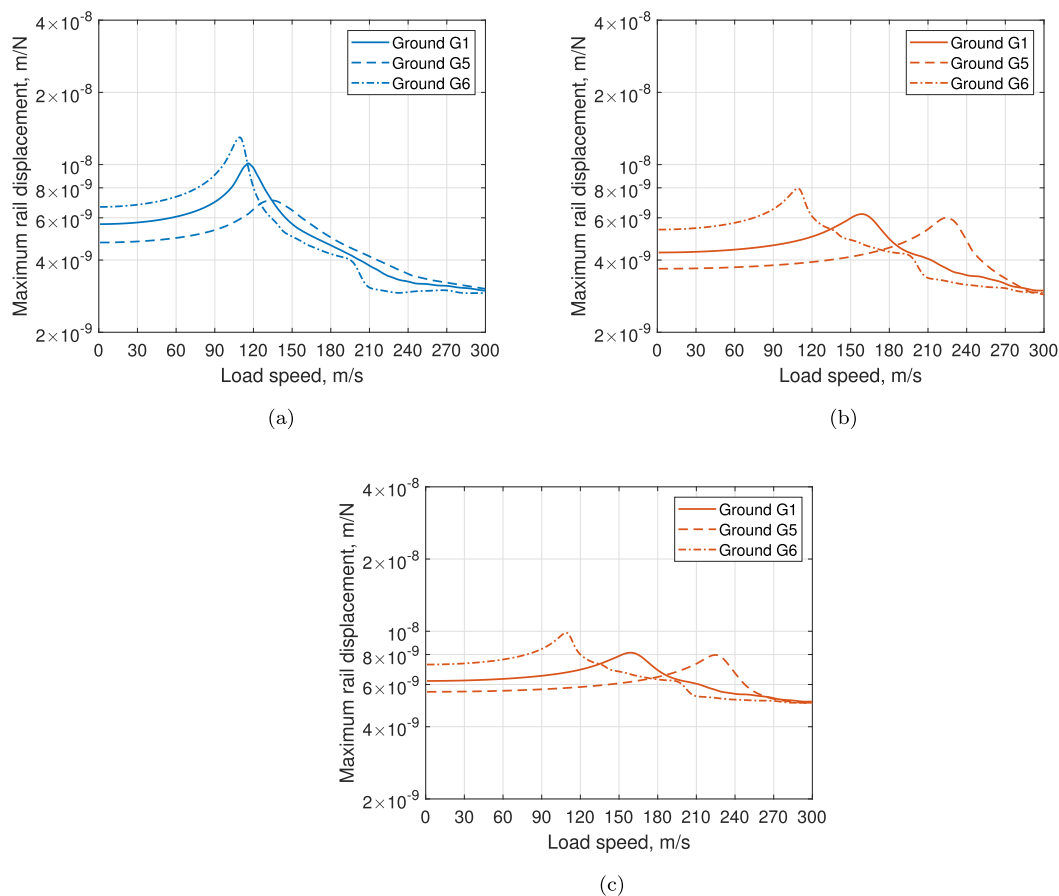 Maximum rail displacement, m/N
4×10⁻⁸
2×10⁻⁸
10⁻⁸
8×10⁻⁹
6×10⁻⁹
4×10⁻⁹
2×10⁻⁹
Ground G1
Ground G5
Ground G6
0 30 60 90 120 150 180 210 240 270 300
Load speed, m/s
(a)
Maximum rail displacement, m/N
4×10⁻⁸
2×10⁻⁸
10⁻⁸
8×10⁻⁹
6×10⁻⁹
4×10⁻⁹
2×10⁻⁹
Ground G1
Ground G5
Ground G6
0 30 60 90 120 150 180 210 240 270 300
Load speed, m/s
(b)
Maximum rail displacement, m/N
4×10⁻⁸
2×10⁻⁸
10⁻⁸
8×10⁻⁹
6×10⁻⁹
4×10⁻⁹
2×10⁻⁹
Ground G1
Ground G5
Ground G6
0 30 60 90 120 150 180 210 240 270 300
Load speed, m/s
(c)